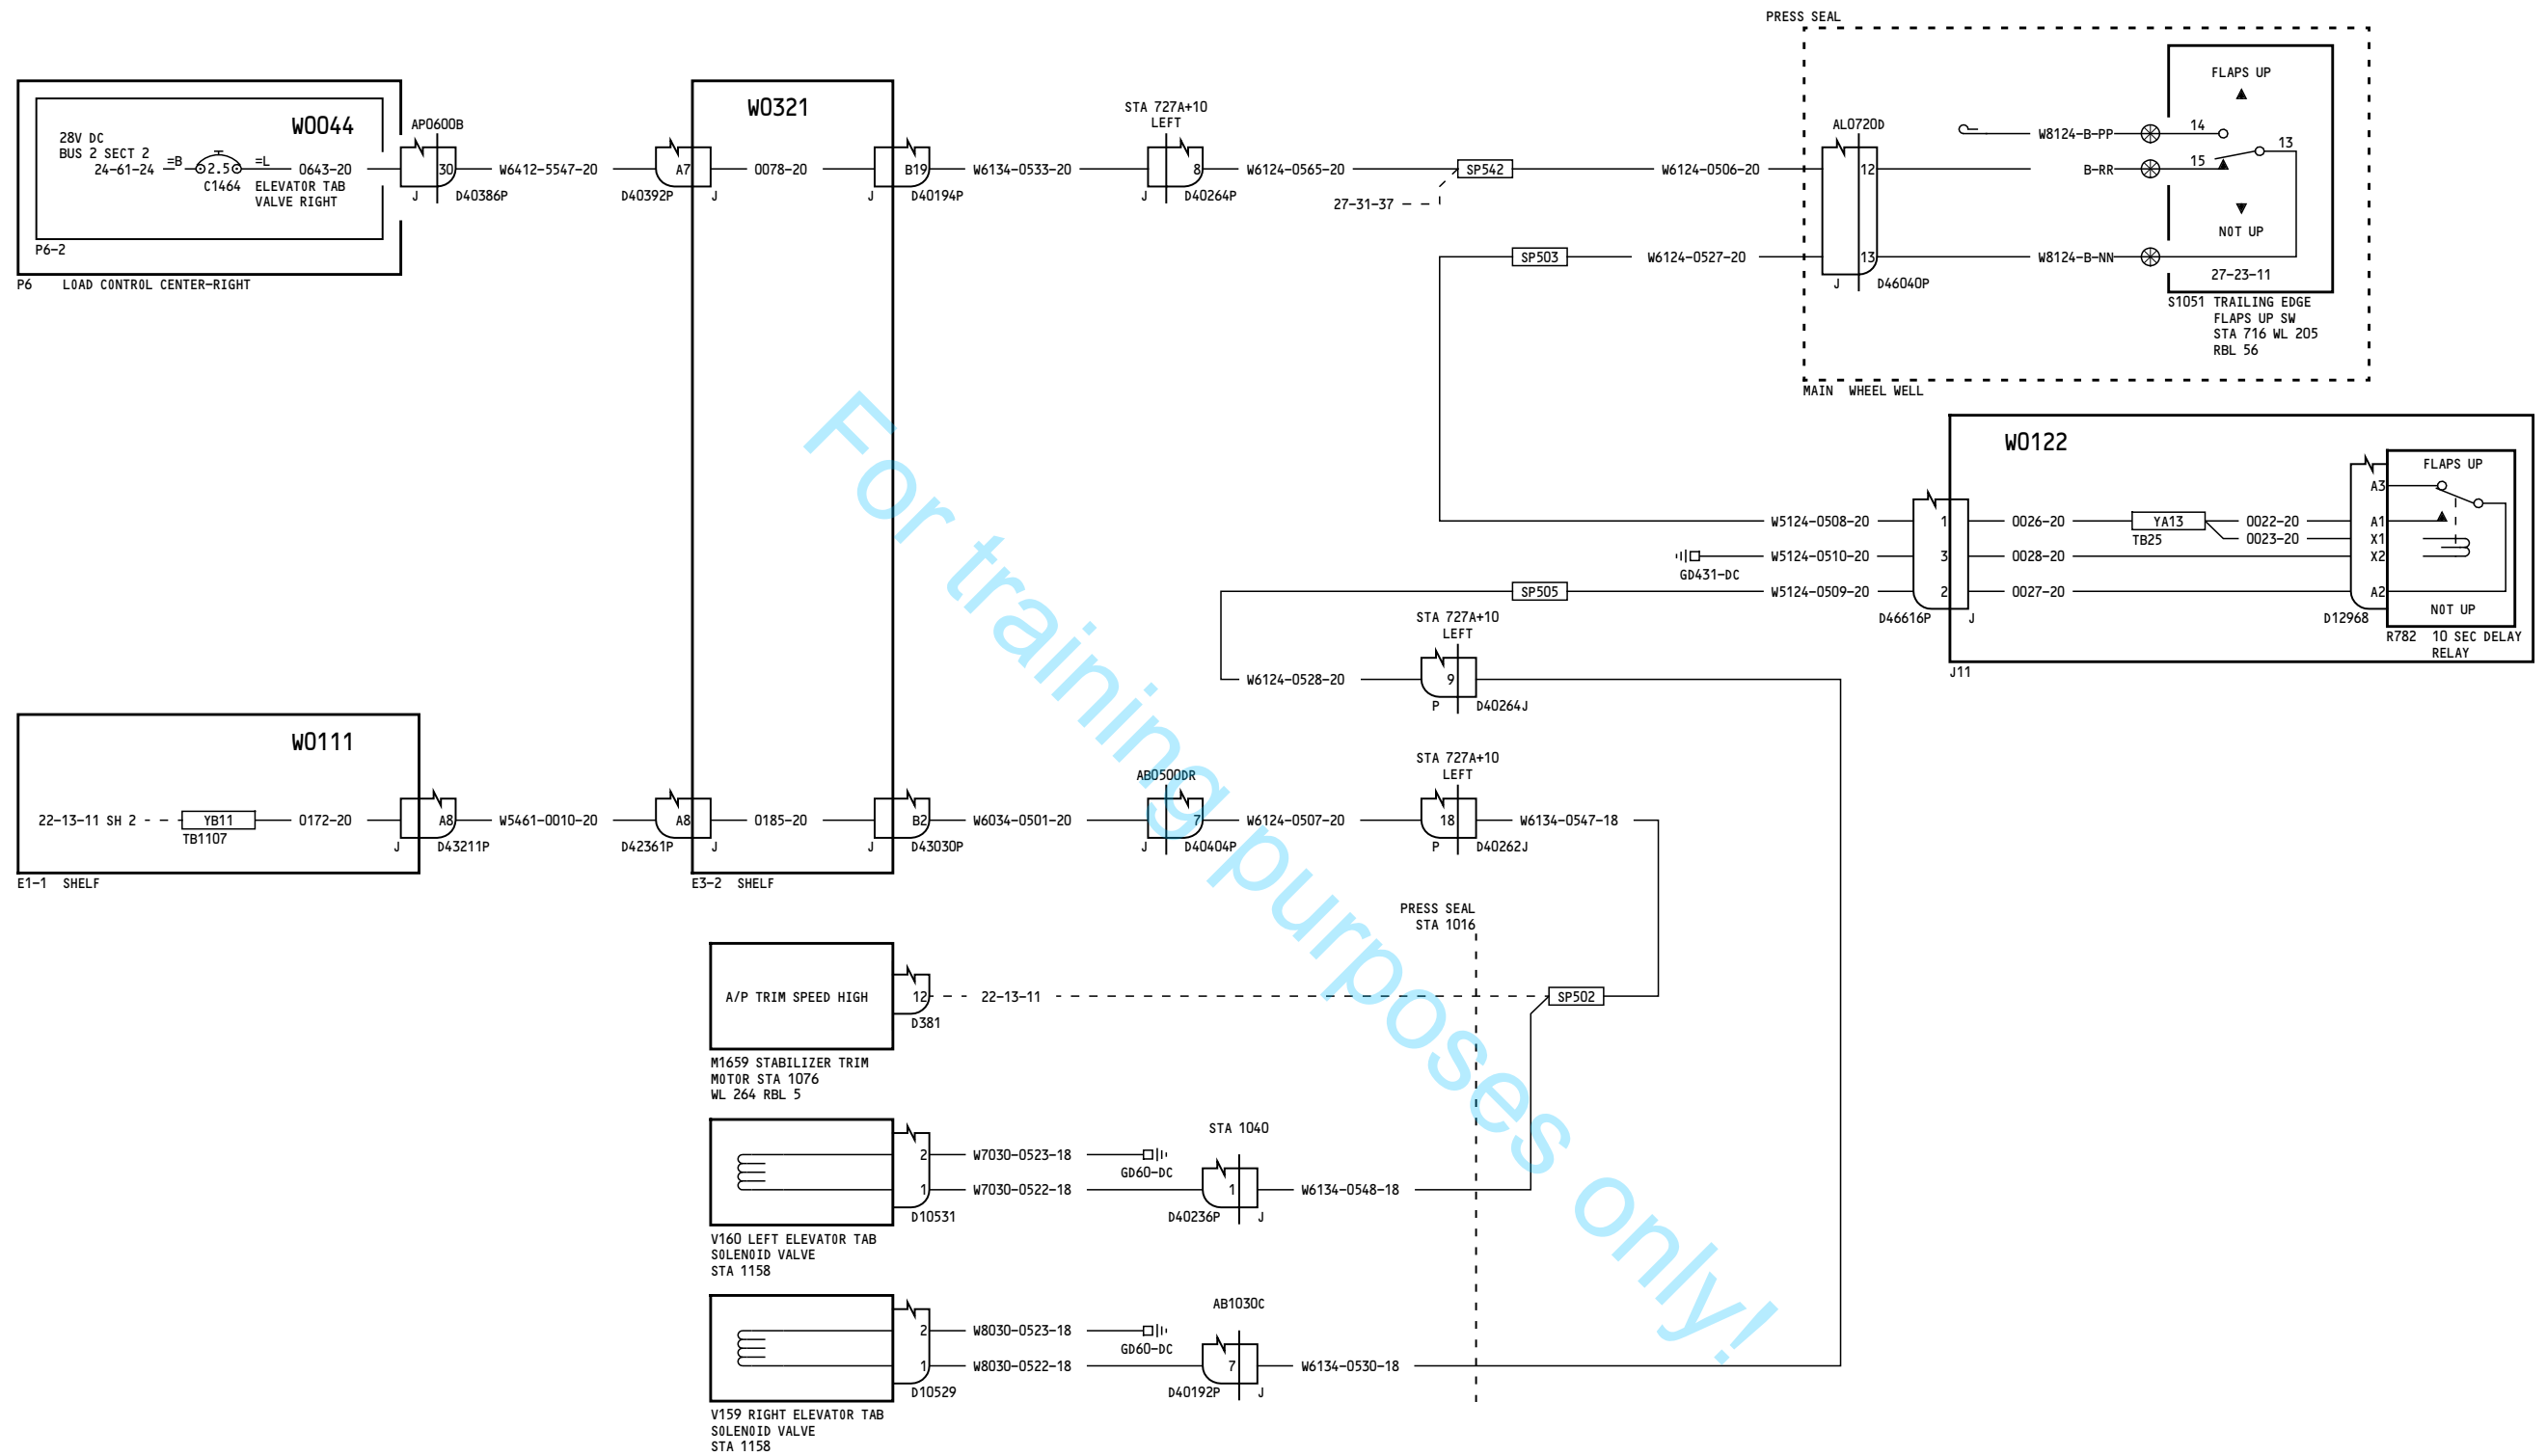 PRESS SEAL
FLAPS UP
W0044
28V DC
BUS 2 SECT 2
24-61-24
=B
2.5
=L
C1464
ELEVATOR TAB
VALVE RIGHT
0643-20
P6-2
P6 LOAD CONTROL CENTER-RIGHT
AP0600B
30
J
D40386P
W6412-5547-20
W0321
A7
D40392P
J
0078-20
B19
J
D40194P
W6134-0533-20
STA 727A+10
LEFT
8
J
D40264P
W6124-0565-20
SP542
27-31-37
W6124-0506-20
SP503
W6124-0527-20
AL0720D
12
13
J
D46040P
W8124-B-PP
14
13
B-RR
15
NOT UP
W8124-B-NN
27-23-11
S1051 TRAILING EDGE
FLAPS UP SW
STA 716 WL 205
RBL 56
MAIN WHEEL WELL
W0122
FLAPS UP
A3
W5124-0508-20
1
0026-20
YA13
TB25
0022-20
A1
0023-20
X1
W5124-0510-20
GD431-DC
3
0028-20
X2
SP505
W5124-0509-20
2
0027-20
A2
NOT UP
D46616P
J
D12968
R782 10 SEC DELAY
RELAY
J11
STA 727A+10
LEFT
W6124-0528-20
9
P
D40264J
W0111
22-13-11 SH 2
YB11
TB1107
0172-20
A8
J
D43211P
E1-1 SHELF
W5461-0010-20
A8
D42361P
J
0185-20
B2
J
D43030P
E3-2 SHELF
W6034-0501-20
AB0500DR
7
J
D40404P
W6124-0507-20
STA 727A+10
LEFT
18
P
D40262J
W6134-0547-18
PRESS SEAL
STA 1016
A/P TRIM SPEED HIGH
12
D381
22-13-11
SP502
M1659 STABILIZER TRIM
MOTOR STA 1076
WL 264 RBL 5
2
W7030-0523-18
GD60-DC
1
W7030-0522-18
D10531
STA 1040
1
D40236P
J
W6134-0548-18
V160 LEFT ELEVATOR TAB
SOLENOID VALVE
STA 1158
2
W8030-0523-18
GD60-DC
1
W8030-0522-18
D10529
AB1030C
7
D40192P
J
W6134-0530-18
V159 RIGHT ELEVATOR TAB
SOLENOID VALVE
STA 1158
For training purposes only!